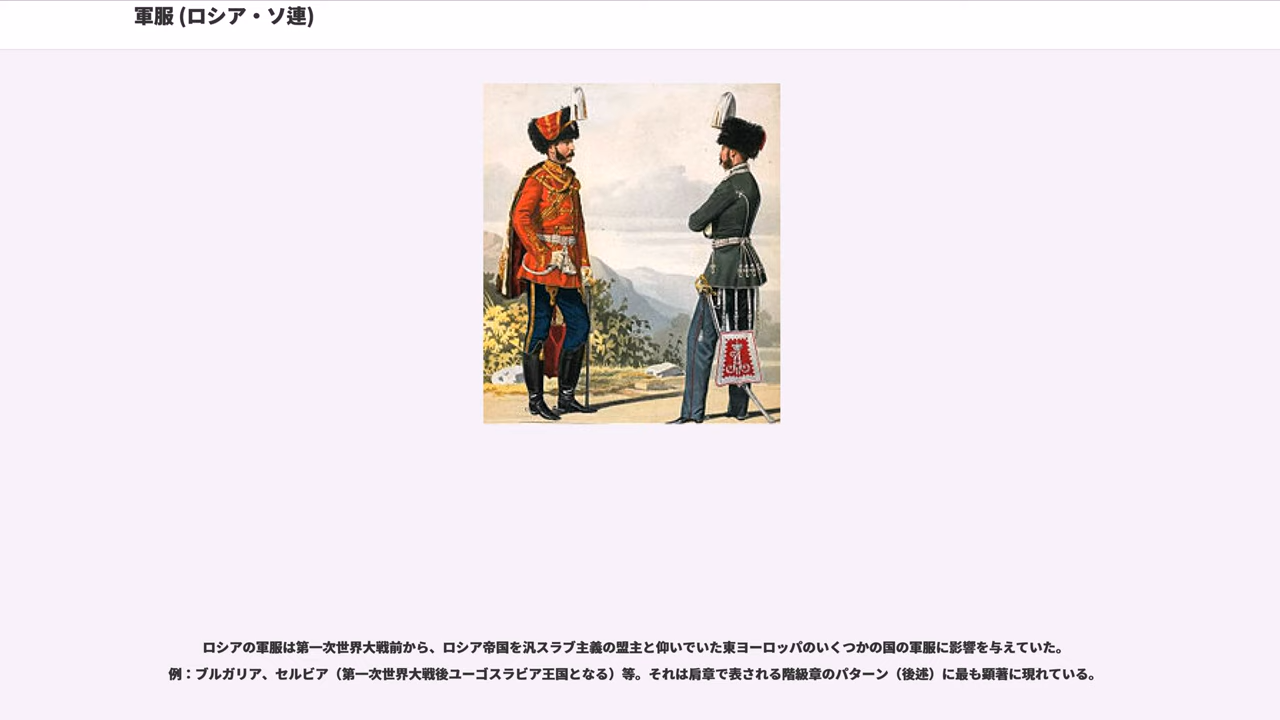 軍服 (ロシア・ソ連)
ロシアの軍服は第一次世界大戦前から、ロシア帝国を汎スラブ主義の盟主と仰いでいた東ヨーロッパのいくつかの国の軍服に影響を与えていた。
例：ブルガリア、セルビア（第一次世界大戦後ユーゴスラビア王国となる）等。それは肩章で表される階級章のパターン（後述）に最も顕著に現れている。